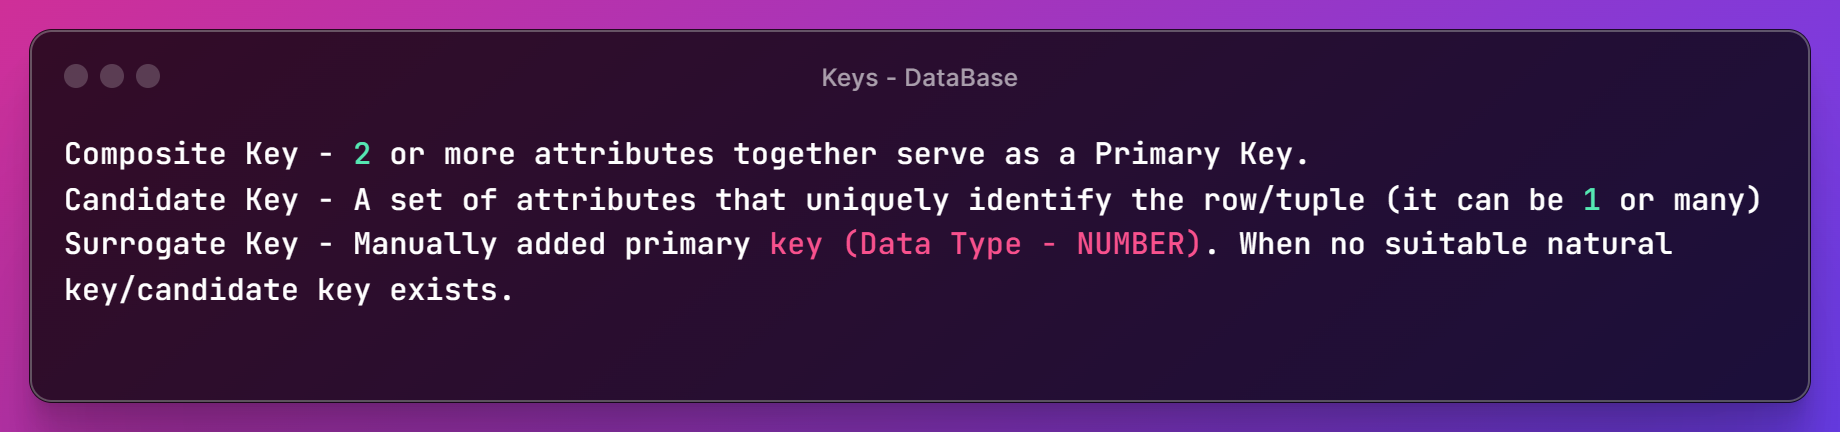 Keys - DataBase
Composite Key - 2 or more attributes together serve as a Primary Key.
Candidate Key - A set of attributes that uniquely identify the row/tuple (it can be 1 or many)
Surrogate Key - Manually added primary key (Data Type - NUMBER). When no suitable natural
key/candidate key exists.